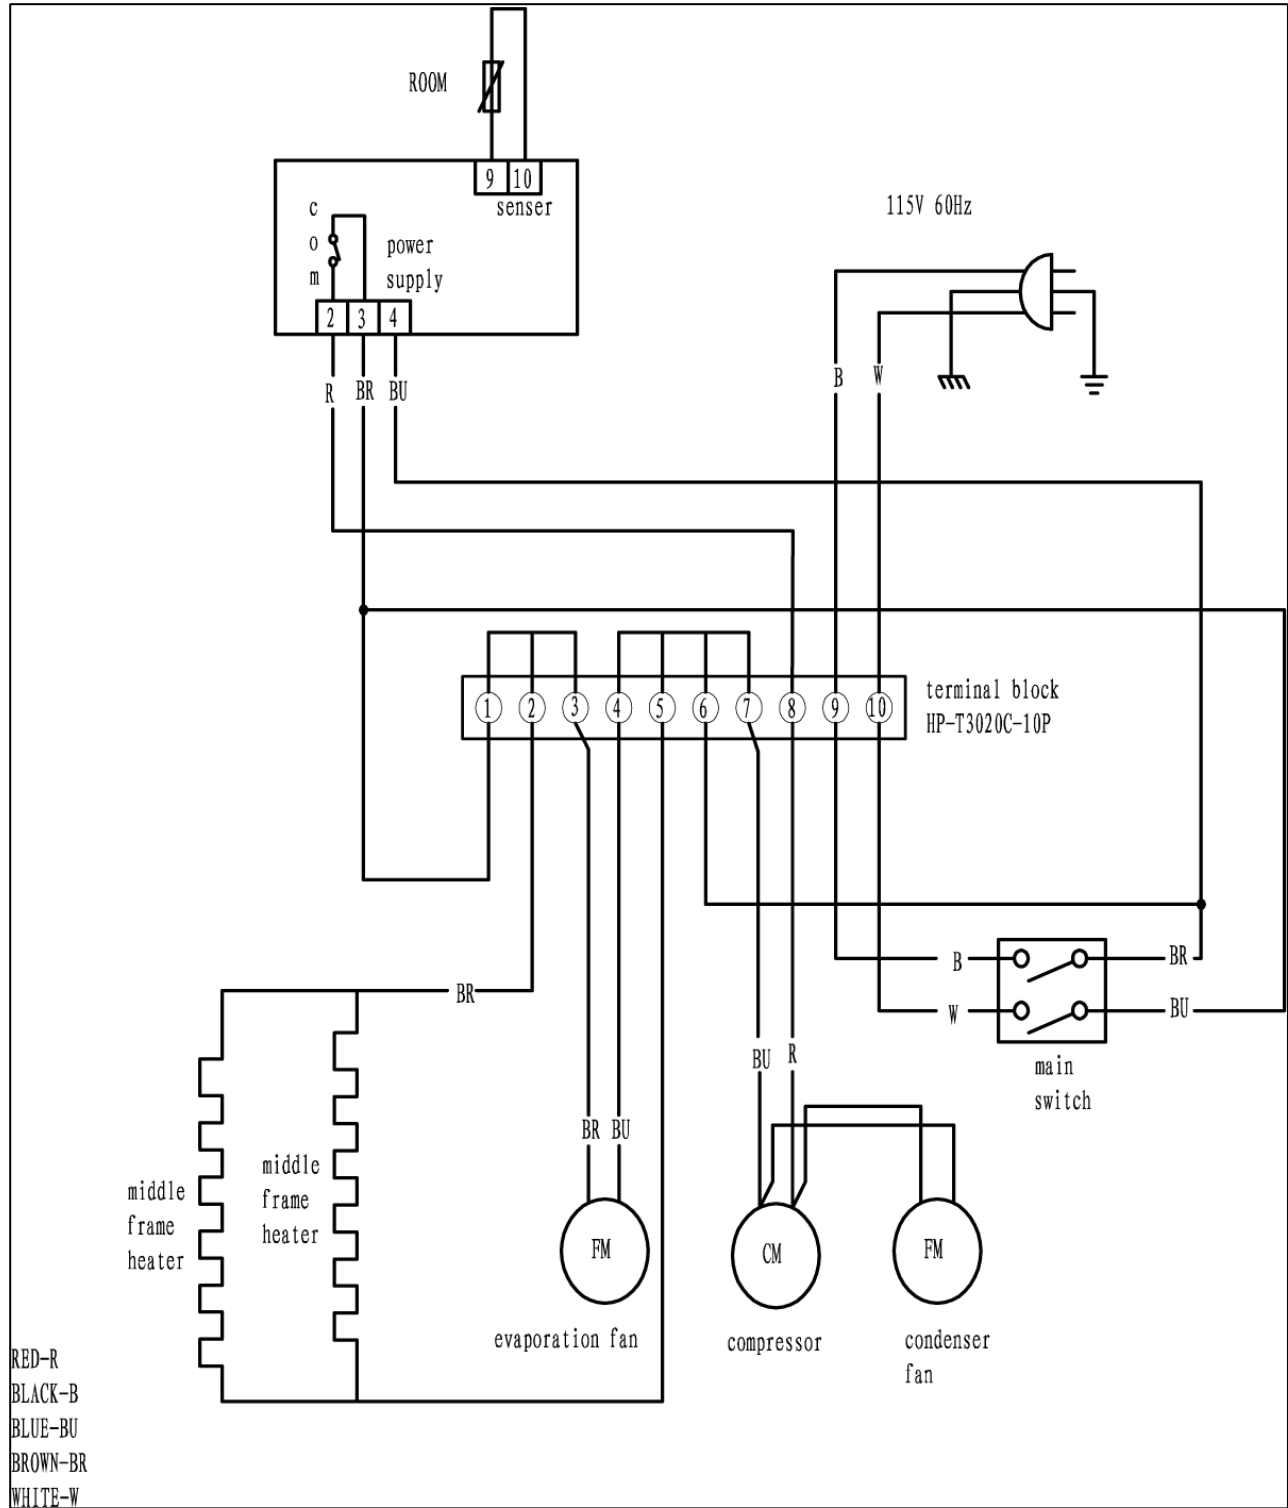 ROOM
9 10
senser
c
o
m
power
supply
2 3 4
R BR BU
115V 60Hz
B W
1 2 3 4 5 6 7 8 9 10
terminal block
HP-T3020C-10P
BR
B BR
W BU
main
switch
BU R
BR BU
middle
frame
heater
middle
frame
heater
FM
CM
FM
evaporation fan
compressor
condenser
fan
RED-R
BLACK-B
BLUE-BU
BROWN-BR
WHITE-W